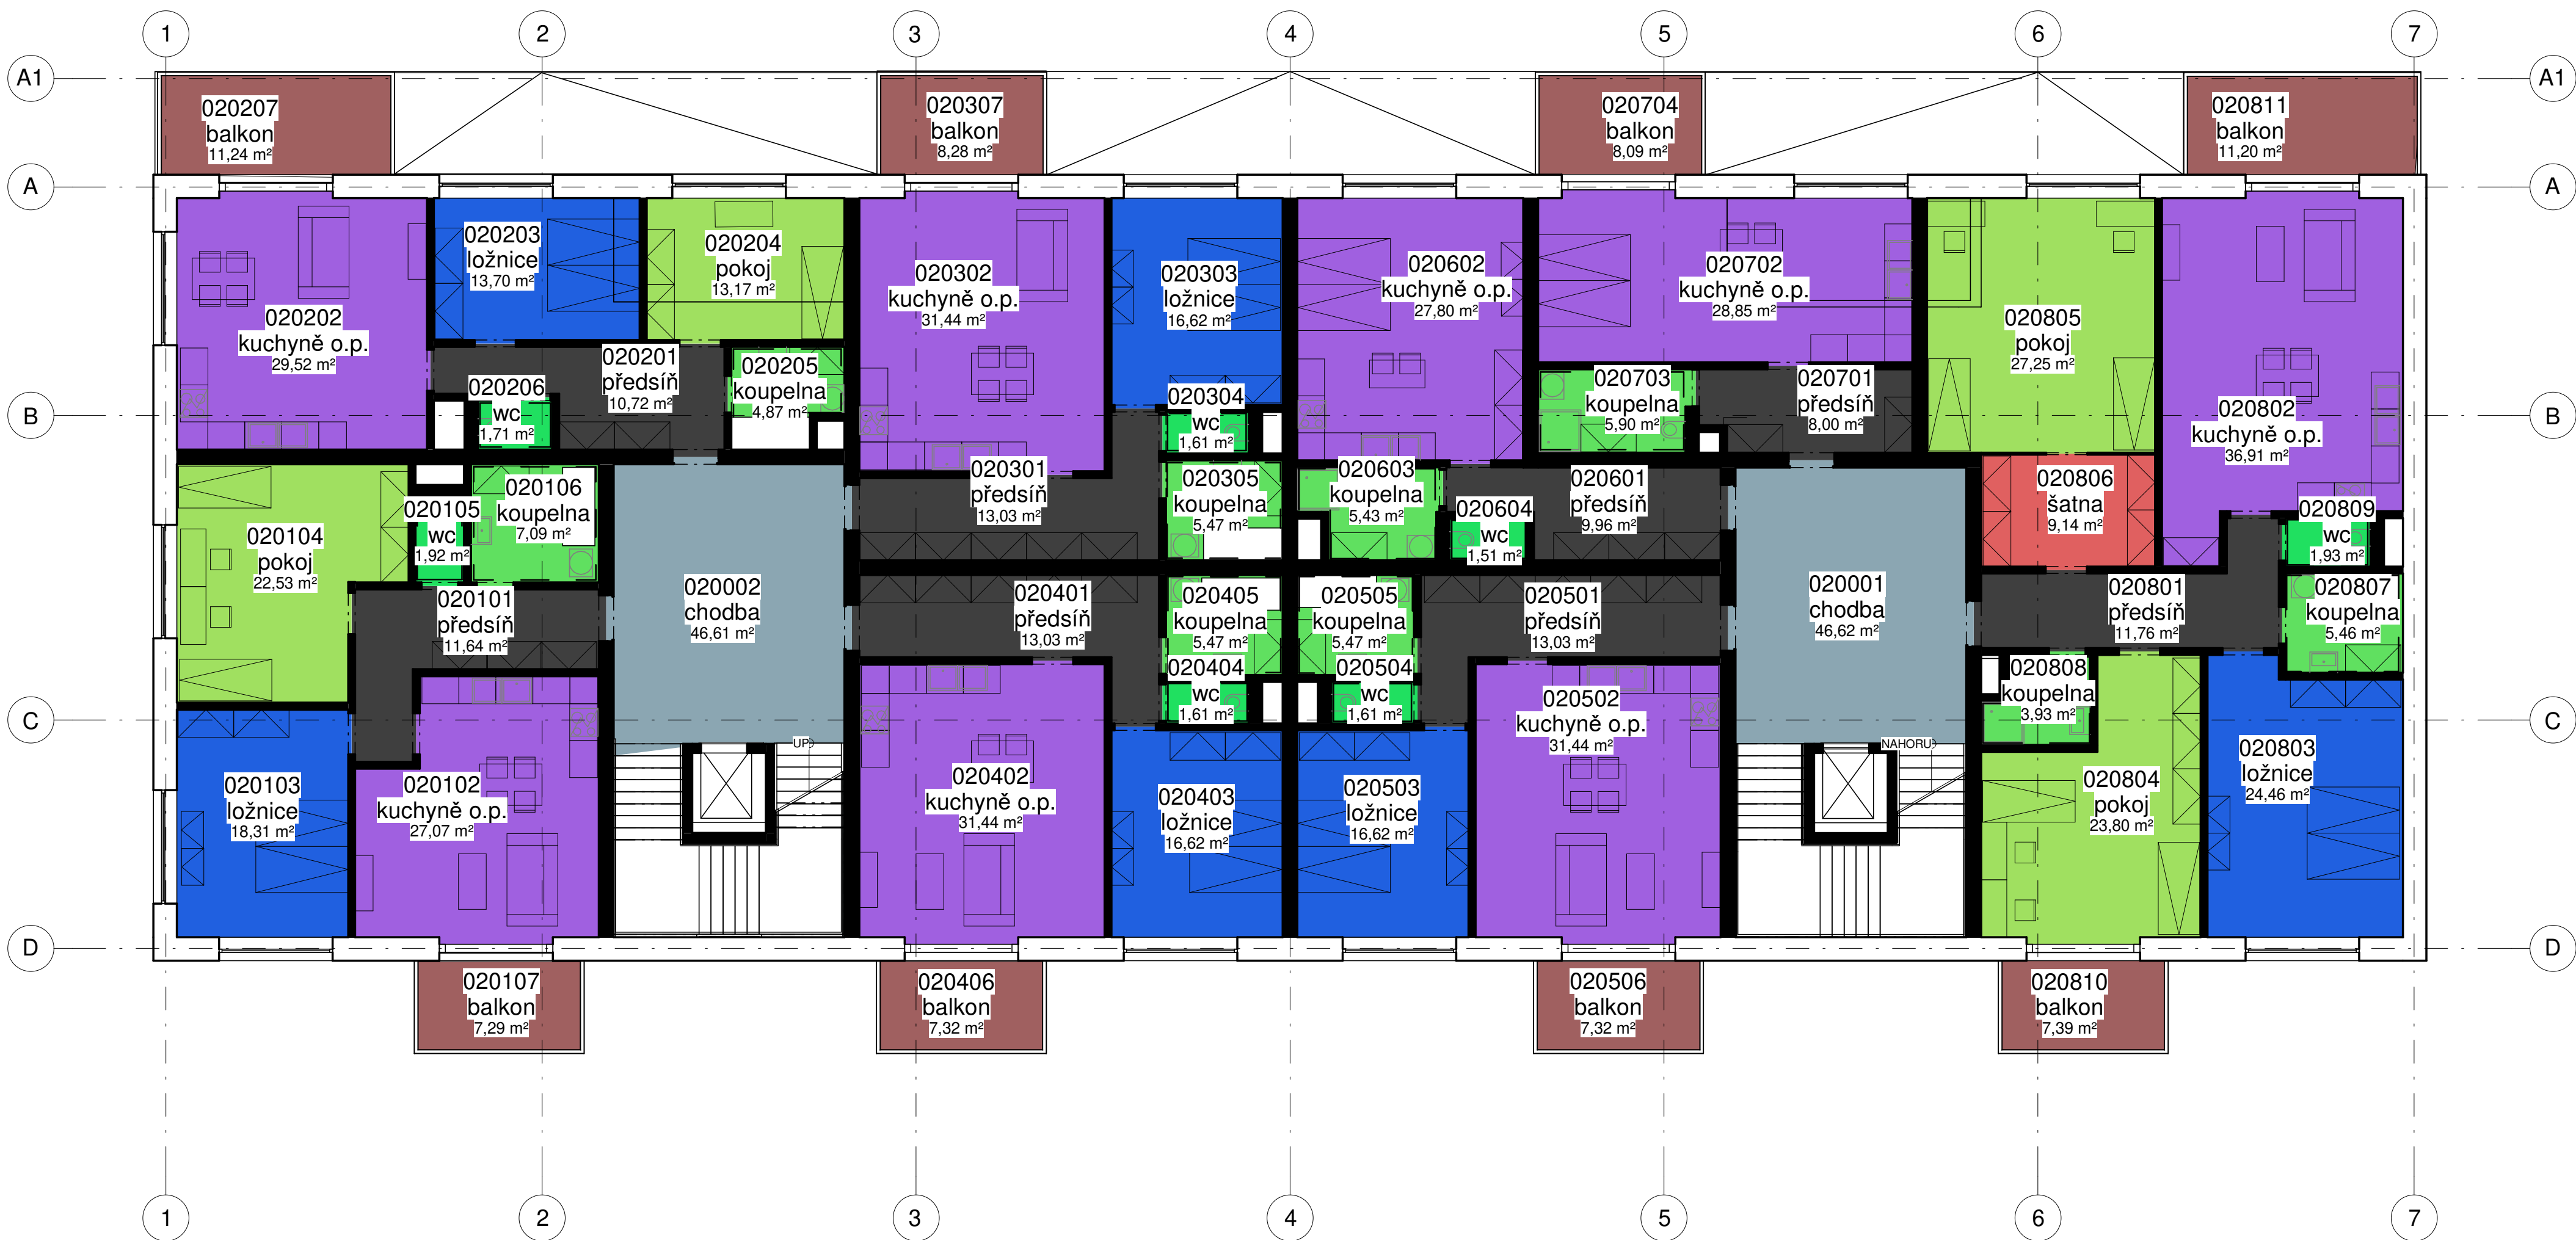 1
2
3
4
5
6
7
A1
A1
020207
balkon
11,24 m²
020307
balkon
8,28 m²
020704
balkon
8,09 m²
020811
balkon
11,20 m²
A
A
020202
kuchyně o.p.
29,52 m²
020203
ložnice
13,70 m²
020204
pokoj
13,17 m²
020302
kuchyně o.p.
31,44 m²
020303
ložnice
16,62 m²
020602
kuchyně o.p.
27,80 m²
020702
kuchyně o.p.
28,85 m²
020805
pokoj
27,25 m²
020802
kuchyně o.p.
36,91 m²
020206
wc
1,71 m²
020201
předsíň
10,72 m²
020205
koupelna
4,87 m²
020304
wc
1,61 m²
020703
koupelna
5,90 m²
020701
předsíň
8,00 m²
B
B
020104
pokoj
22,53 m²
020105
wc
1,92 m²
020106
koupelna
7,09 m²
020301
předsíň
13,03 m²
020305
koupelna
5,47 m²
020603
koupelna
5,43 m²
020604
wc
1,51 m²
020601
předsíň
9,96 m²
020806
šatna
9,14 m²
020809
wc
1,93 m²
020101
předsíň
11,64 m²
020002
chodba
46,61 m²
020401
předsíň
13,03 m²
020405
koupelna
5,47 m²
020505
koupelna
5,47 m²
020501
předsíň
13,03 m²
020001
chodba
46,62 m²
020801
předsíň
11,76 m²
020807
koupelna
5,46 m²
020404
wc
1,61 m²
020504
wc
1,61 m²
020502
kuchyně o.p.
31,44 m²
020808
koupelna
3,93 m²
C
C
UP
NAHORU
020103
ložnice
18,31 m²
020102
kuchyně o.p.
27,07 m²
020402
kuchyně o.p.
31,44 m²
020403
ložnice
16,62 m²
020503
ložnice
16,62 m²
020804
pokoj
23,80 m²
020803
ložnice
24,46 m²
D
D
020107
balkon
7,29 m²
020406
balkon
7,32 m²
020506
balkon
7,32 m²
020810
balkon
7,39 m²
1
2
3
4
5
6
7